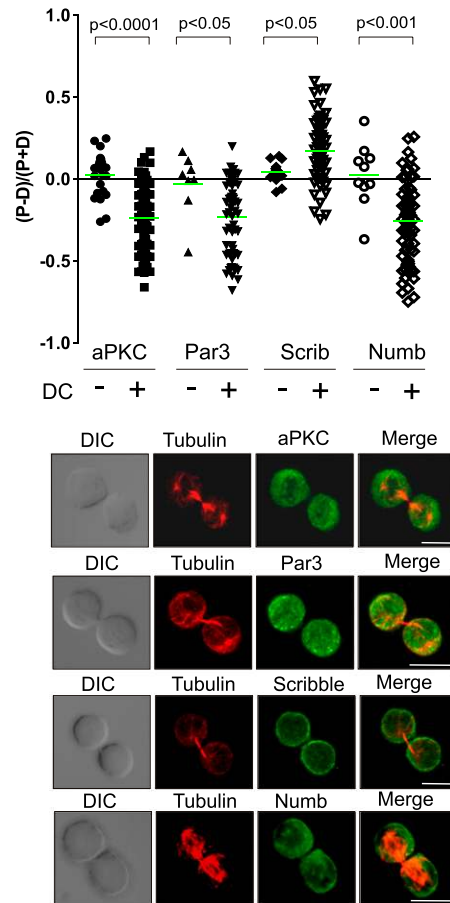 p<0.0001 p<0.05 p<0.05 p<0.001
1.0
0.5
0.0
-0.5
-1.0
(P-D)/(P+D)
aPKC Par3 Scrib Numb
DC - + - + - + - +
DIC Tubulin aPKC Merge
DIC Tubulin Par3 Merge
DIC Tubulin Scribble Merge
DIC Tubulin Numb Merge